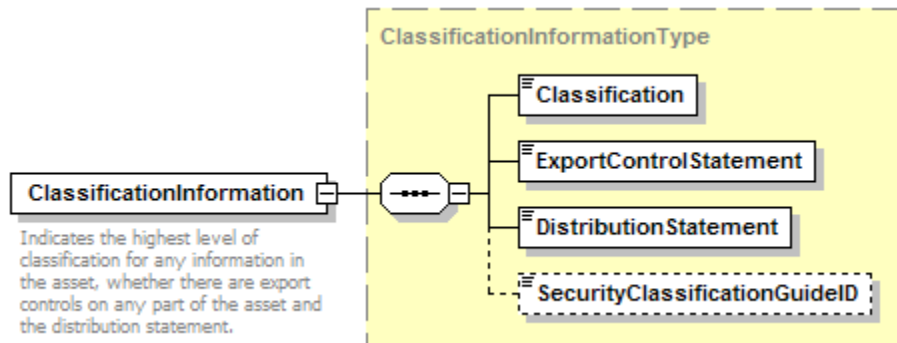 ClassificationInformationType
Classification
ExportControlStatement
ClassificationInformation
DistributionStatement
Indicates the highest level of
classification for any information in
the asset, whether there are export
controls on any part of the asset and
the distribution statement.
SecurityClassificationGuideID